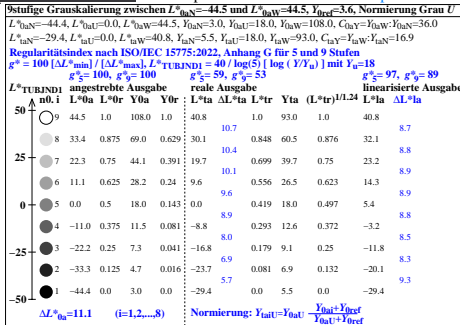 9stufige Grauskalierung zwischen L*0aN=−44.5 und L*0aW=44.5, Y0ref=3.6, Normierung Grau U
L*0aN=−44.4, L*0aU=0.0, L*0aW=44.5, Y0aN=3.0, Y0aU=18.0, Y0aW=108.0, C0aY=Y0aW:Y0aN=36.0
L*taN=−29.4, L*taU=0.0, L*taW=40.8, YtaN=5.5, YtaU=18.0, YtaW=93.0, CtaY=YtaW:YtaN=16.9
Regularitätsindex nach ISO/IEC 15775:2022, Anhang G für 5 und 9 Stufen
g* = 100 [ΔL*min] / [ΔL*max], L*TUBJND1 = 40 / log(5) [ log ( Y/Yu) ] mit Yu=18
g*5= 100, g*9= 100 g*5= 59, g*9= 53 g*5= 97, g*9= 89
L*TUBJND1 angestrebte Ausgabe reale Ausgabe linearisierte Ausgabe
n0. i L*0a L*0r Y0a Y0r L*ta ΔL*ta L*tr Yta (L*tr)1/1.24 L*la ΔL*la
50 9 44.5 1.0 108.0 1.0 40.8 1.0 93.0 1.0 40.8
10.7 8.7
8 33.4 0.875 69.0 0.629 30.1 0.848 60.5 0.876 32.1
10.4 8.8
25 7 22.3 0.75 44.1 0.391 19.7 0.699 39.7 0.75 23.2
10.1 8.9
6 11.1 0.625 28.2 0.24 9.6 0.556 26.5 0.623 14.3
9.6 8.9
0 5 0.0 0.5 18.0 0.143 0.0 0.419 18.0 0.497 5.4
8.9 8.8
4 −11.0 0.375 11.5 0.081 −8.8 0.293 12.6 0.372 −3.2
8.0 8.5
−25 3 −22.2 0.25 7.3 0.041 −16.8 0.179 9.1 0.25 −11.8
6.9 8.3
2 −33.3 0.125 4.7 0.016 −23.7 0.081 6.9 0.132 −20.1
5.7 9.3
−50 1 −44.4 0.0 3.0 0.0 −29.4 0.0 5.5 0.0 −29.4
ΔL*0a=11.1 (i=1,2,...,8) Normierung: YtaiU=Y0aU Y0ai+Y0ref
Y0aU+Y0ref